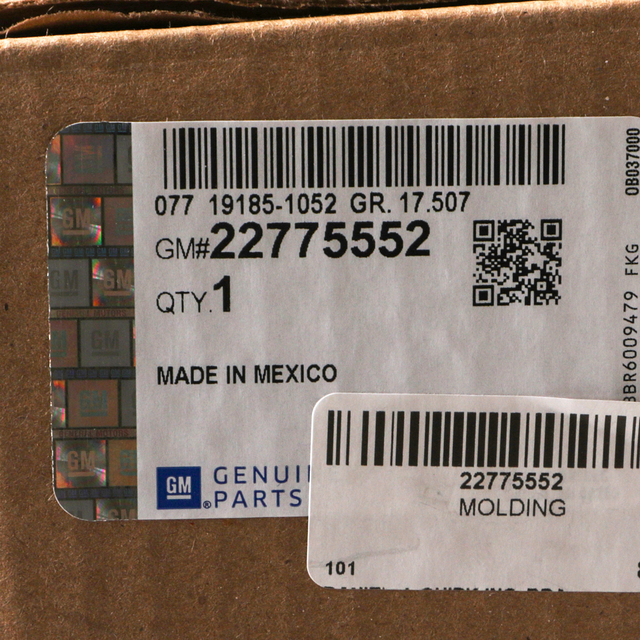 077 19185-1052 GR. 17.507
GM#22775552
QTY.1
MADE IN MEXICO
GM GENUI
®PARTS
DB037000
BR6009479 FKG
22775552
MOLDING
101